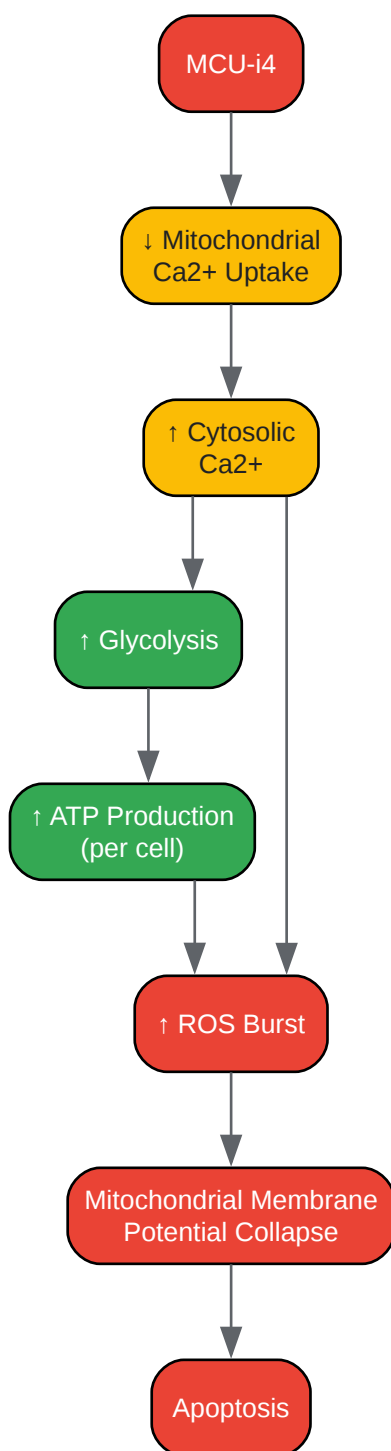 MCU-i4
↓ Mitochondrial
Ca2+ Uptake
↑ Cytosolic
Ca2+
↑ Glycolysis
↑ ATP Production
(per cell)
↑ ROS Burst
Mitochondrial Membrane
Potential Collapse
Apoptosis